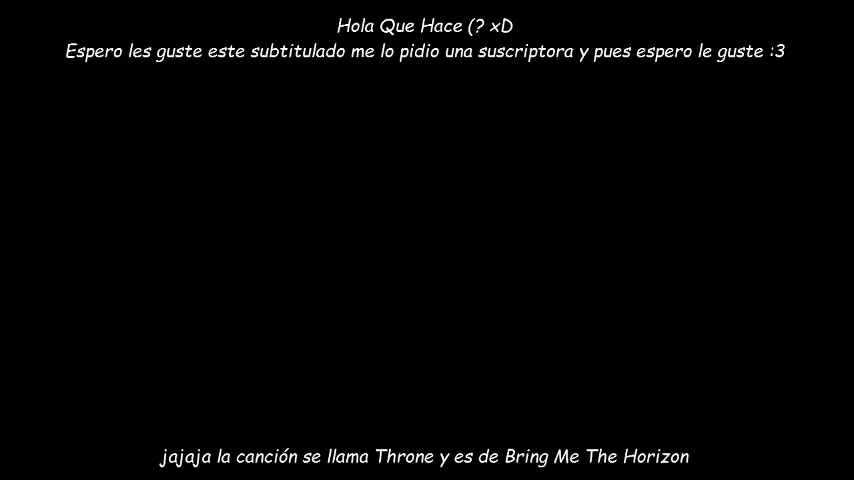 Hola Que Hace (? xD
Espero les guste este subtitulado me lo pidio una suscriptora y pues espero le guste :3
jajaja la canción se llama Throne y es de Bring Me The Horizon